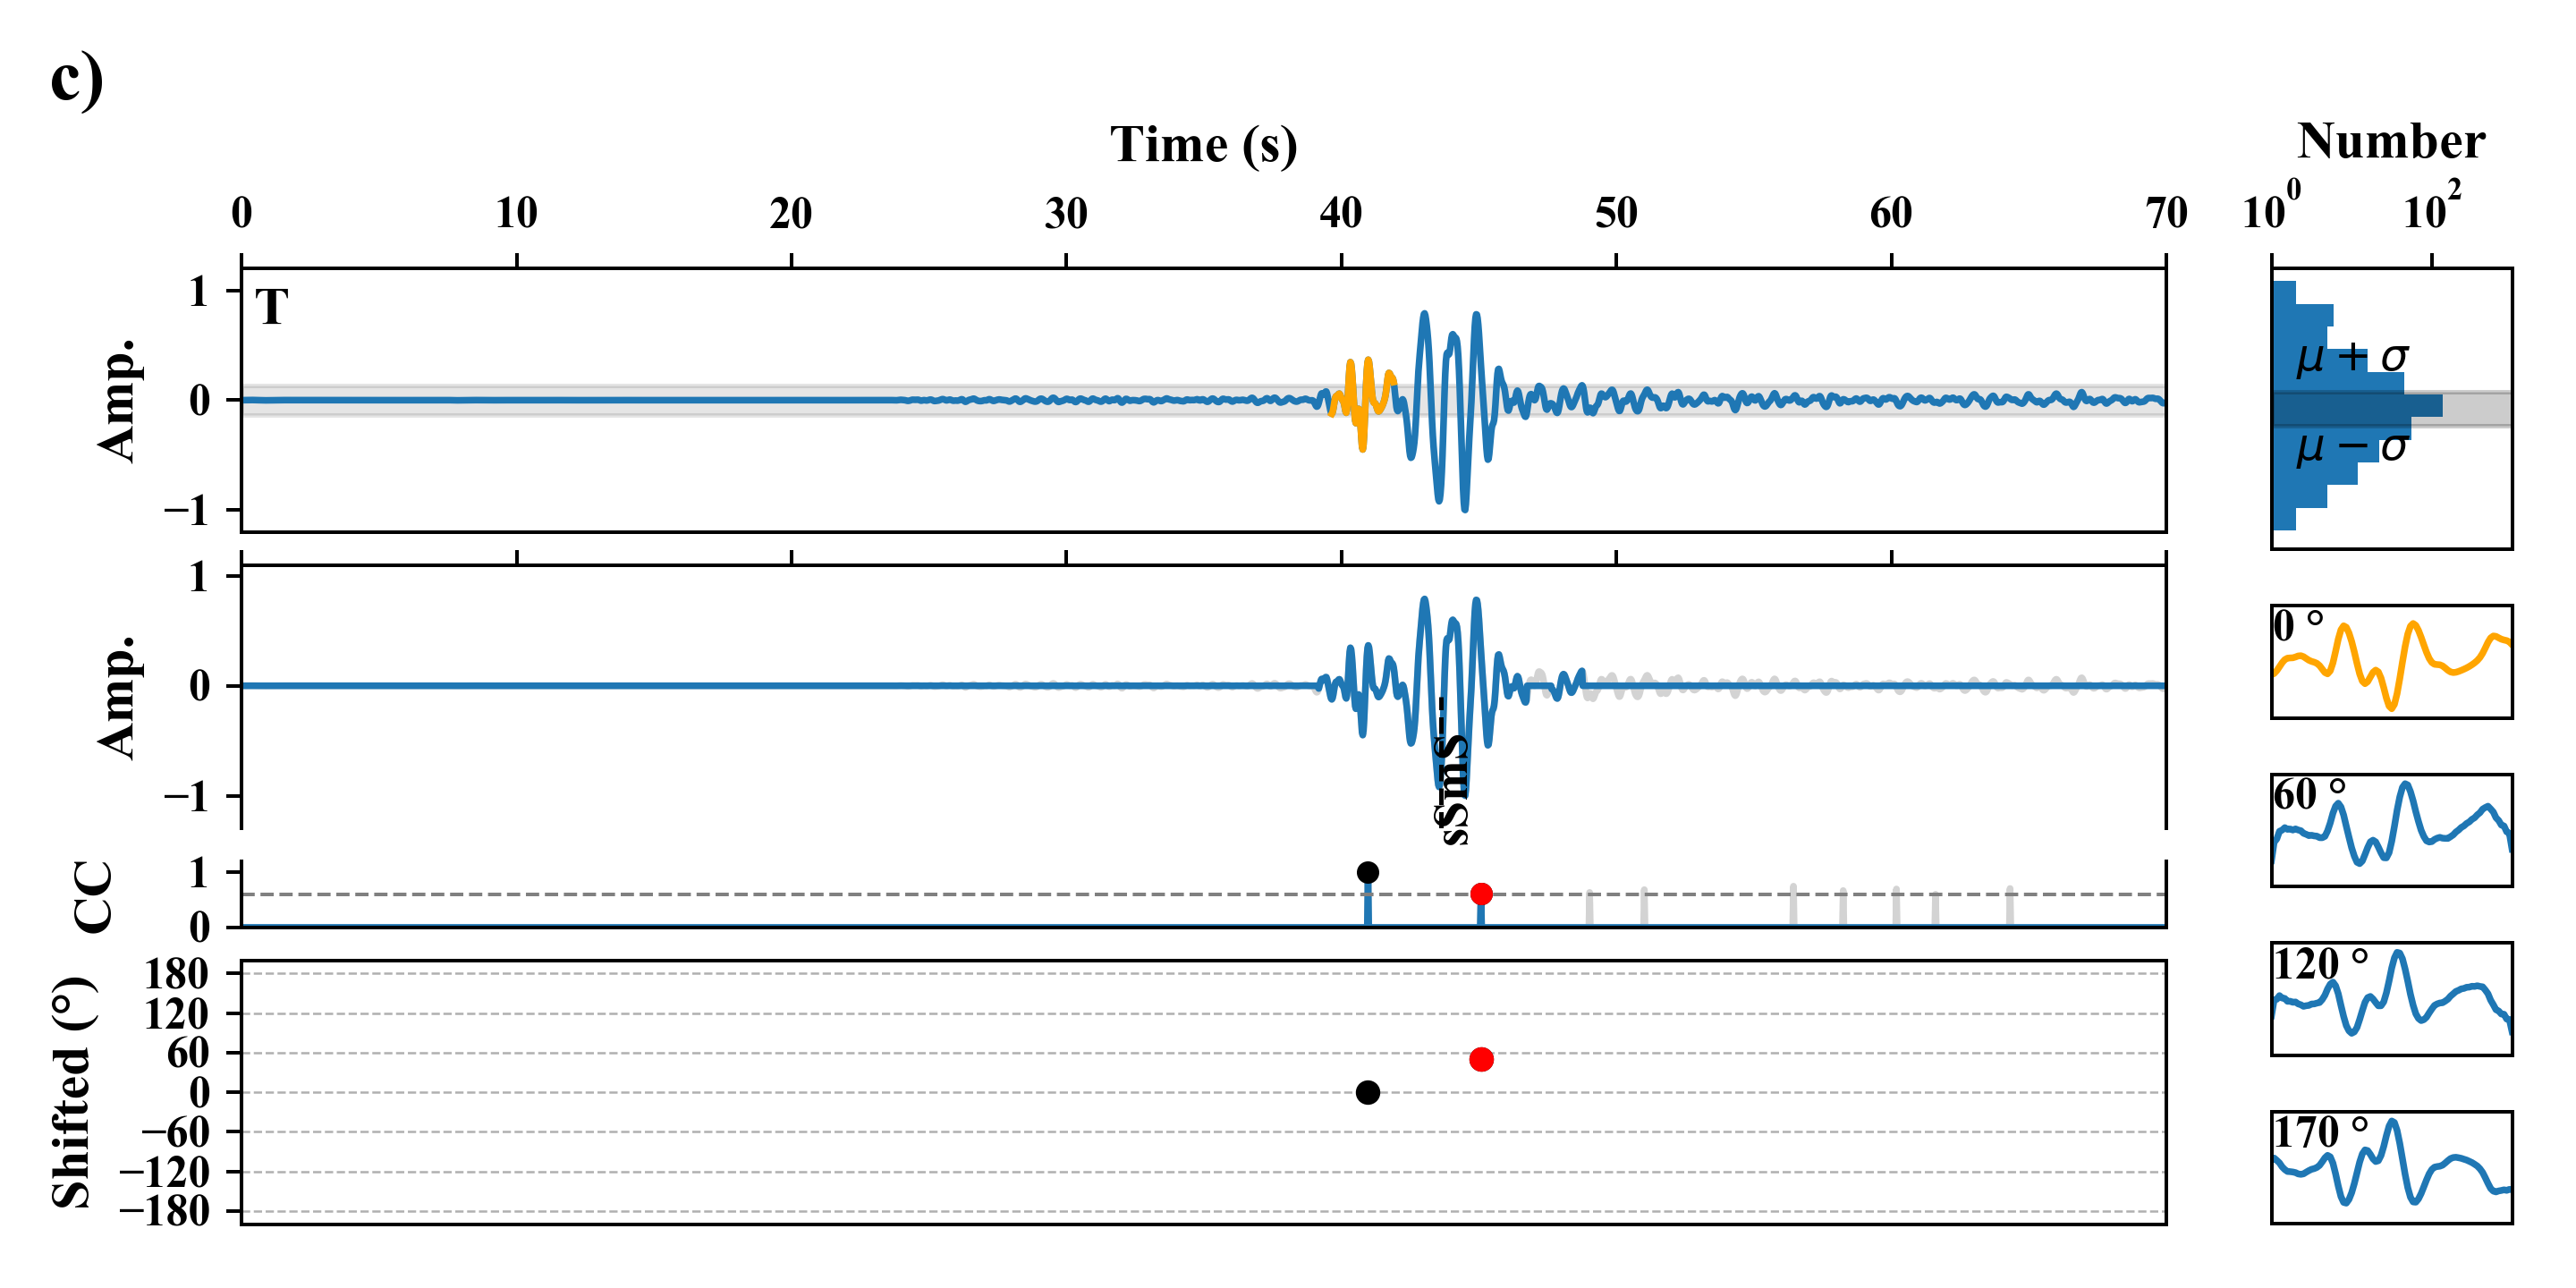 c)
Time (s)
Number
0 10 20 30 40 50 60 70
10^0 10^2
T
Amp.
1
0
−1
μ + σ
μ − σ
Amp.
1
0
−1
sSmS
0 °
60 °
120 °
170 °
CC
1
0
Shifted (°)
180
120
60
0
−60
−120
−180